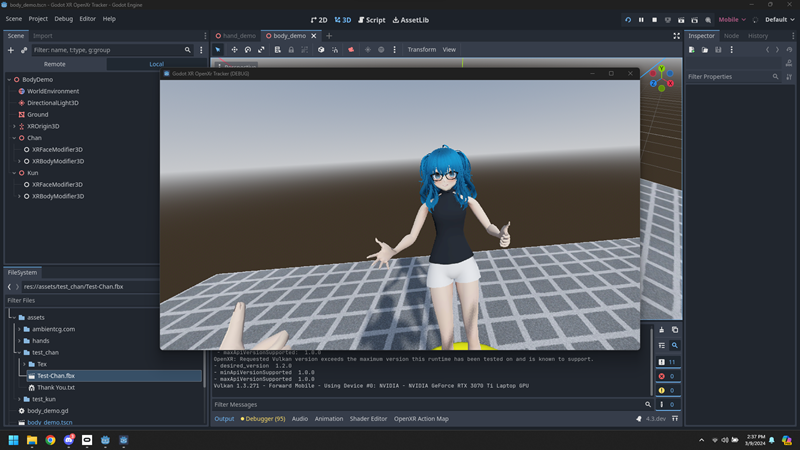 body_demo.tscn - Godot XR OpenXr Tracker - Godot Engine
Scene Project Debug Editor Help
2D 3D Script AssetLib
Mobile
Default
Scene Import
hand_demo body_demo
Inspector Node History
Filter: name, t:type, g:group
Transform View
Remote Local
Filter Properties
Godot XR OpenXr Tracker (DEBUG)
BodyDemo
WorldEnvironment
DirectionalLight3D
Ground
XROrigin3D
Chan
XRFaceModifier3D
XRBodyModifier3D
Kun
XRFaceModifier3D
XRBodyModifier3D
FileSystem
res://assets/test_chan/Test-Chan.fbx
Filter Files
assets
ambientcg.com
hands
test_chan
Tex
Test-Chan.fbx
Thank You.txt
test_kun
body_demo.gd
body_demo.tscn
- maxApiVersionSupported: 1.0.0
OpenXR: Requested Vulkan version exceeds the maximum version this runtime has been tested on and is known to support.
- desired_version 1.2.0
- minApiVersionSupported 1.0.0
- maxApiVersionSupported 1.0.0
Vulkan 1.3.271 - Forward Mobile - Using Device #0: NVIDIA - NVIDIA GeForce RTX 3070 Ti Laptop GPU
11
0
0
0
Filter Messages
Output Debugger (95) Audio Animation Shader Editor OpenXR Action Map
4.3.dev
2:37 PM
3/9/2024